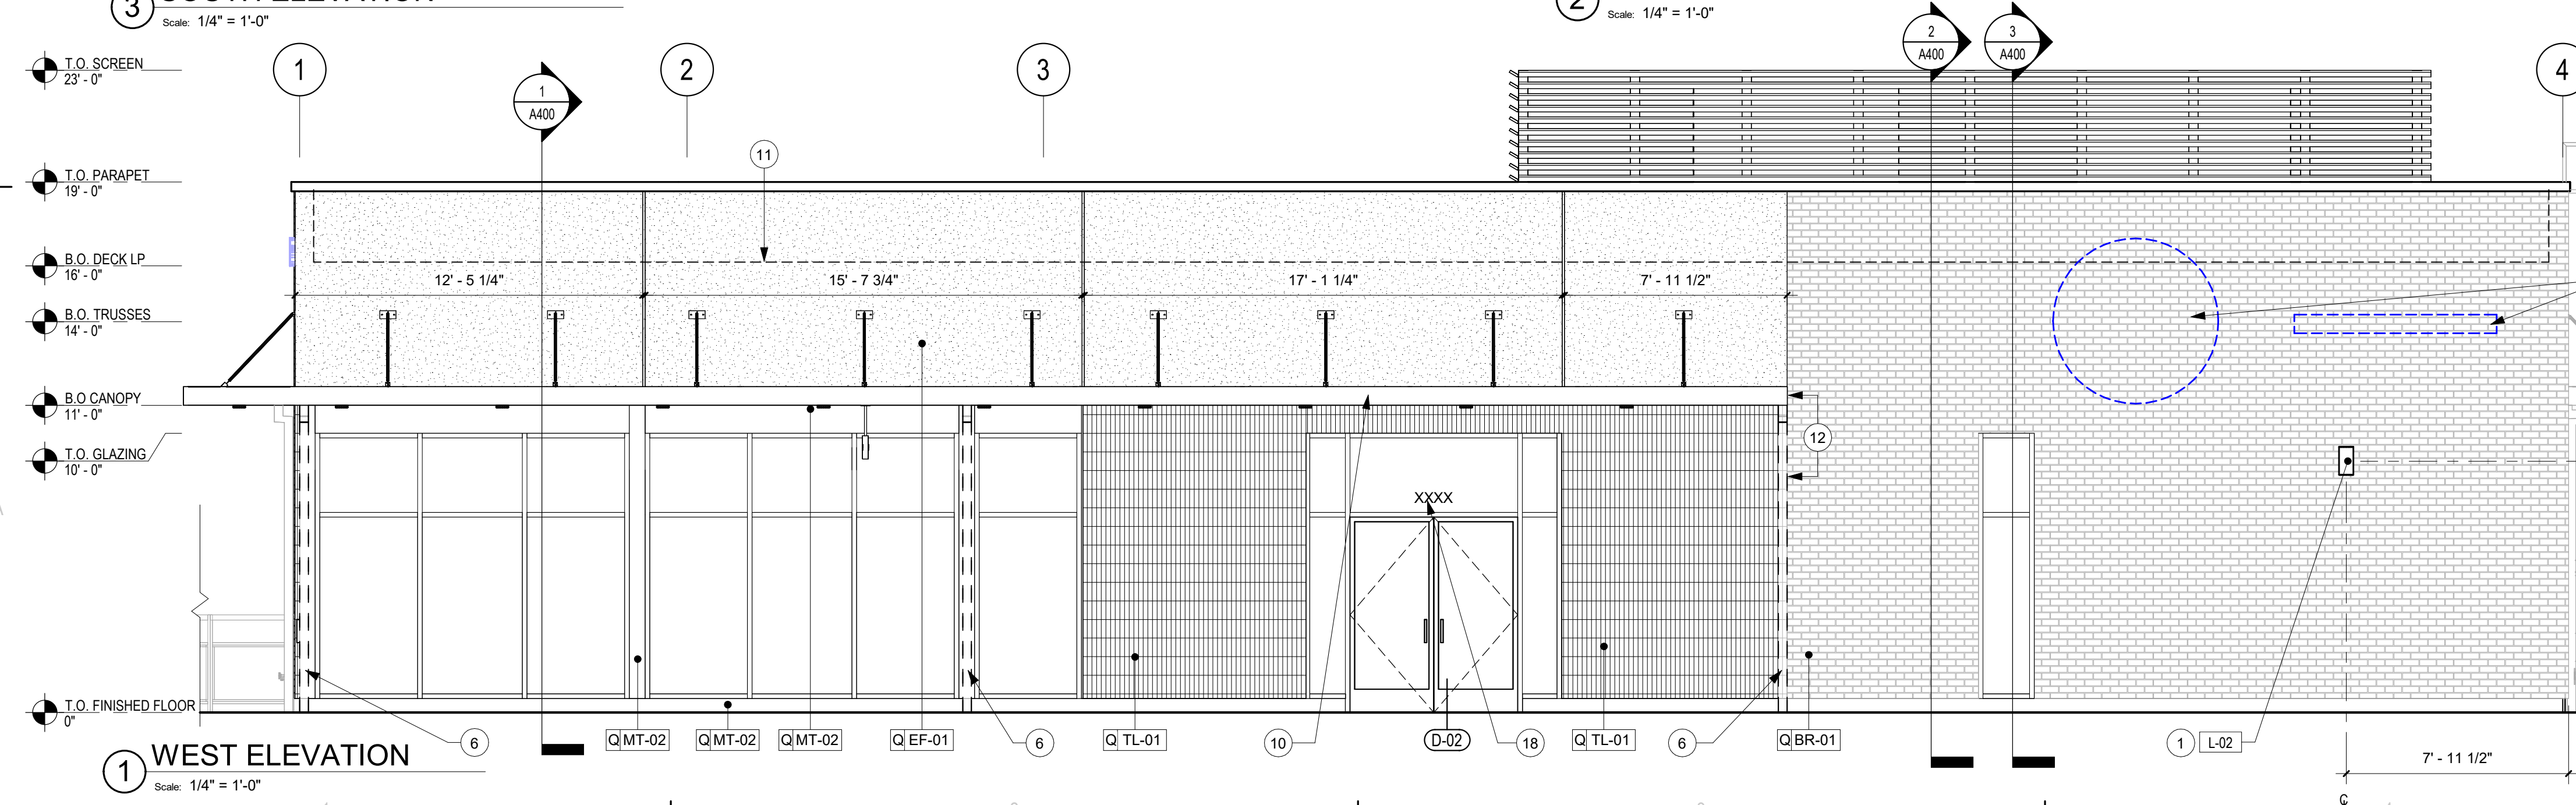 3
Scale: 1/4" = 1'-0"
2
Scale: 1/4" = 1'-0"
T.O. SCREEN
23' - 0"
1
2
3
4
1
A400
2
A400
3
A400
11
T.O. PARAPET
19' - 0"
B.O. DECK LP
16' - 0"
12' - 5 1/4"
15' - 7 3/4"
17' - 1 1/4"
7' - 11 1/2"
B.O. TRUSSES
14' - 0"
B.O CANOPY
11' - 0"
12
T.O. GLAZING
10' - 0"
XXXX
T.O. FINISHED FLOOR
0"
6
Q MT-02
Q MT-02
Q MT-02
Q EF-01
6
Q TL-01
10
D-02
18
Q TL-01
6
Q BR-01
1
L-02
7' - 11 1/2"
1
WEST ELEVATION
Scale: 1/4" = 1'-0"